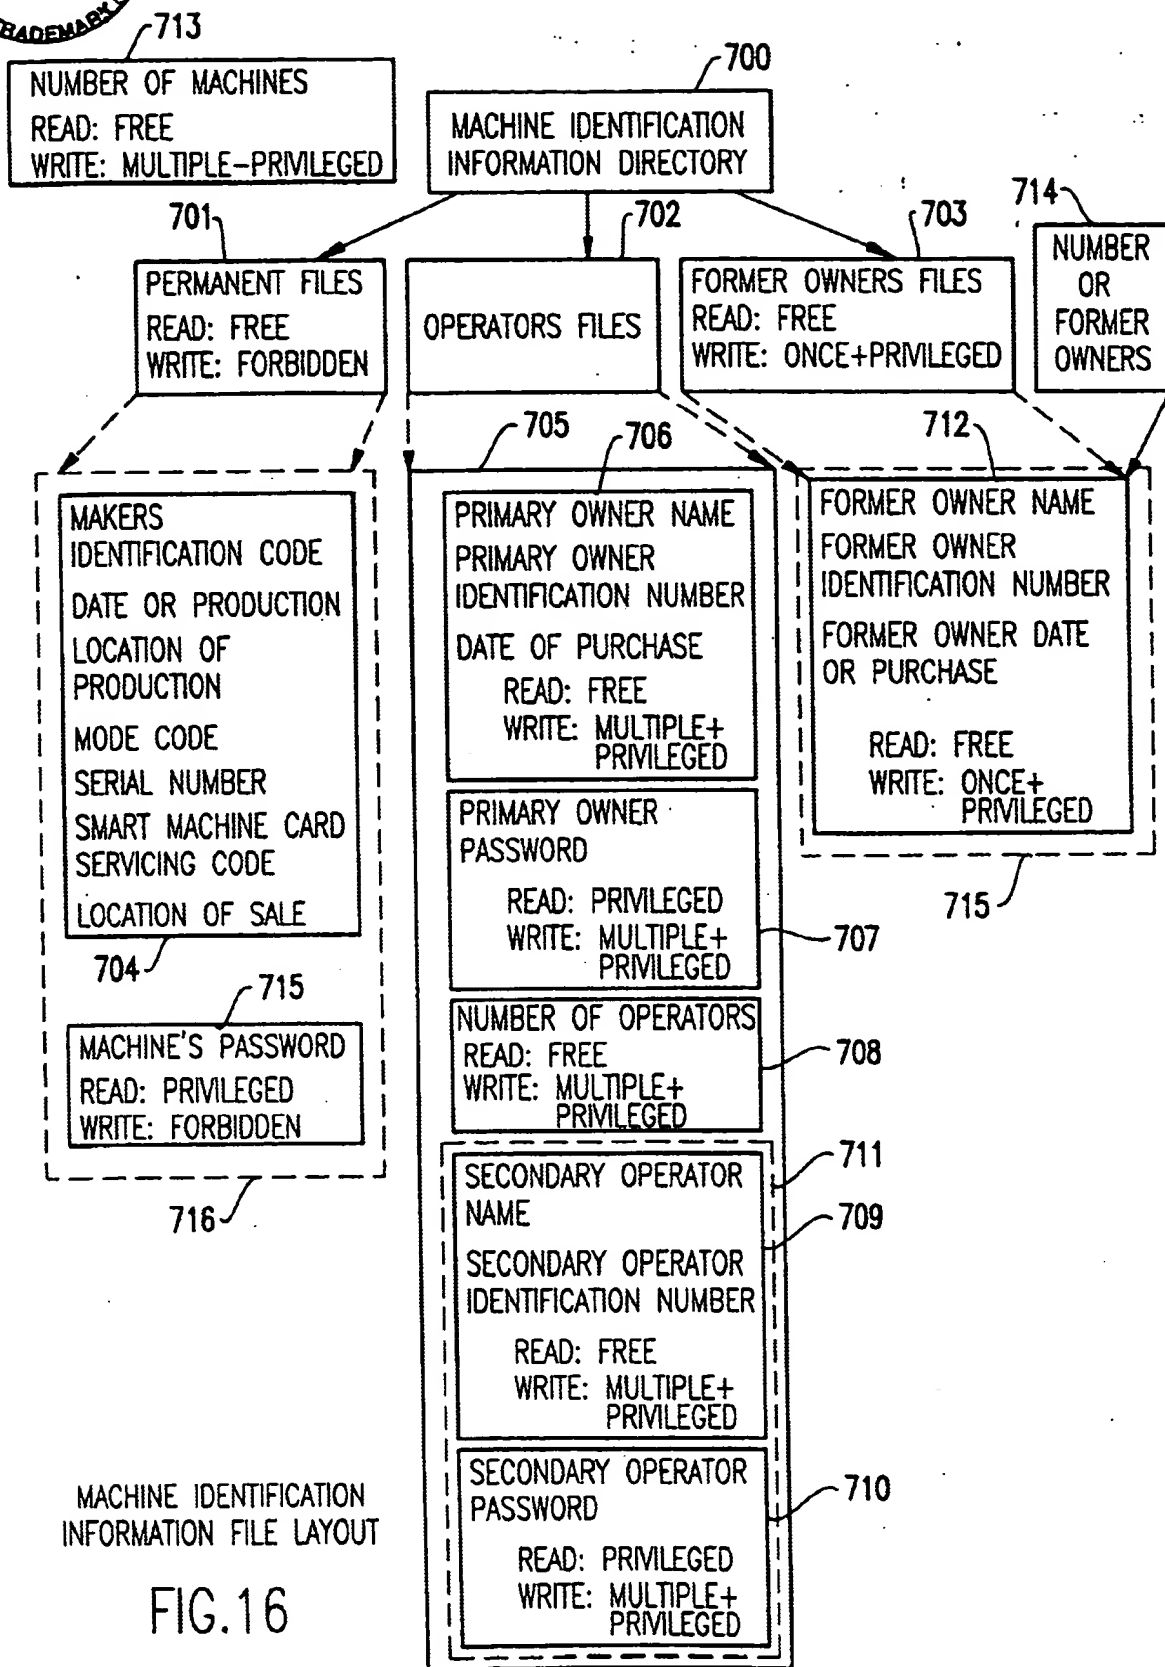 TRADEMARK
713
NUMBER OF MACHINES
READ: FREE
WRITE: MULTIPLE-PRIVILEGED
700
MACHINE IDENTIFICATION
INFORMATION DIRECTORY
701
PERMANENT FILES
READ: FREE
WRITE: FORBIDDEN
702
OPERATORS FILES
703
FORMER OWNERS FILES
READ: FREE
WRITE: ONCE+PRIVILEGED
714
NUMBER
OR
FORMER
OWNERS
MAKERS
IDENTIFICATION CODE
DATE OR PRODUCTION
LOCATION OF
PRODUCTION
MODE CODE
SERIAL NUMBER
SMART MACHINE CARD
SERVICING CODE
LOCATION OF SALE
704
715
MACHINE'S PASSWORD
READ: PRIVILEGED
WRITE: FORBIDDEN
716
705
706
PRIMARY OWNER NAME
PRIMARY OWNER
IDENTIFICATION NUMBER
DATE OF PURCHASE
READ: FREE
WRITE: MULTIPLE+
PRIVILEGED
PRIMARY OWNER
PASSWORD
READ: PRIVILEGED
WRITE: MULTIPLE+
PRIVILEGED
707
NUMBER OF OPERATORS
READ: FREE
WRITE: MULTIPLE+
PRIVILEGED
708
711
SECONDARY OPERATOR
NAME
709
SECONDARY OPERATOR
IDENTIFICATION NUMBER
READ: FREE
WRITE: MULTIPLE+
PRIVILEGED
SECONDARY OPERATOR
PASSWORD
710
READ: PRIVILEGED
WRITE: MULTIPLE+
PRIVILEGED
712
FORMER OWNER NAME
FORMER OWNER
IDENTIFICATION NUMBER
FORMER OWNER DATE
OR PURCHASE
READ: FREE
WRITE: ONCE+
PRIVILEGED
715
MACHINE IDENTIFICATION
INFORMATION FILE LAYOUT
FIG.16